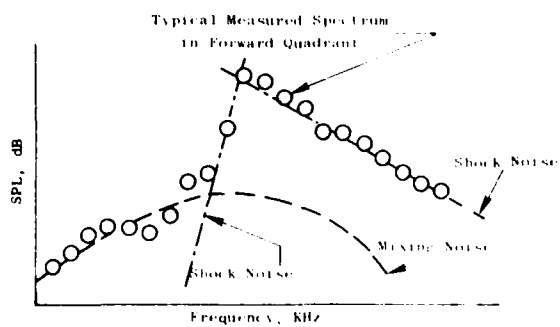 Typical Measured Spectrum
in Forward Quadrant
SPL, dB
Shock Noise
Mixing Noise
Shock Noise
Frequency, KHz